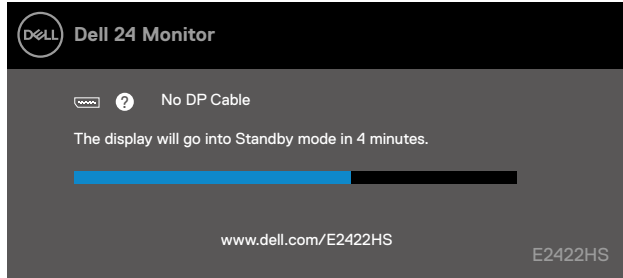 DELL Dell 24 Monitor
? No DP Cable
The display will go into Standby mode in 4 minutes.
www.dell.com/E2422HS
E2422HS